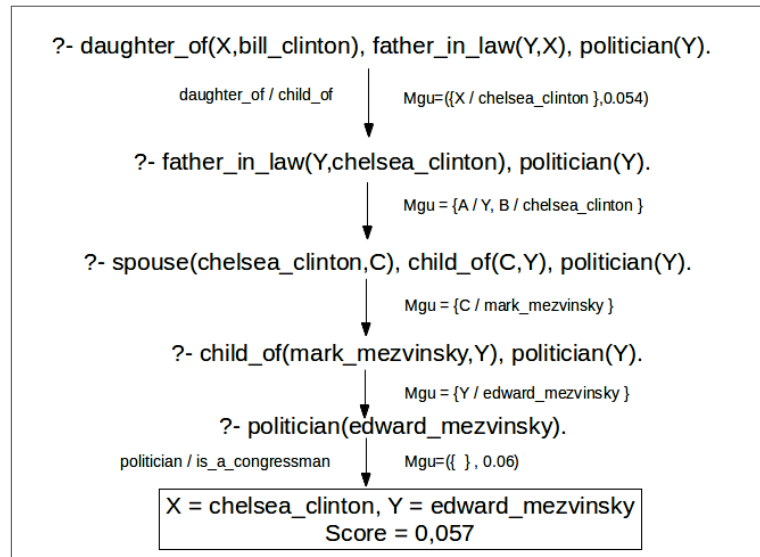 ?- daughter_of(X,bill_clinton), father_in_law(Y,X), politician(Y).
daughter_of / child_of
Mgu=({X / chelsea_clinton },0.054)
?- father_in_law(Y,chelsea_clinton), politician(Y).
Mgu = {A / Y, B / chelsea_clinton }
?- spouse(chelsea_clinton,C), child_of(C,Y), politician(Y).
Mgu = {C / mark_mezvinsky }
?- child_of(mark_mezvinsky,Y), politician(Y).
Mgu = {Y / edward_mezvinsky }
?- politician(edward_mezvinsky).
politician / is_a_congressman
Mgu=({  } , 0.06)
X = chelsea_clinton, Y = edward_mezvinsky
Score = 0,057